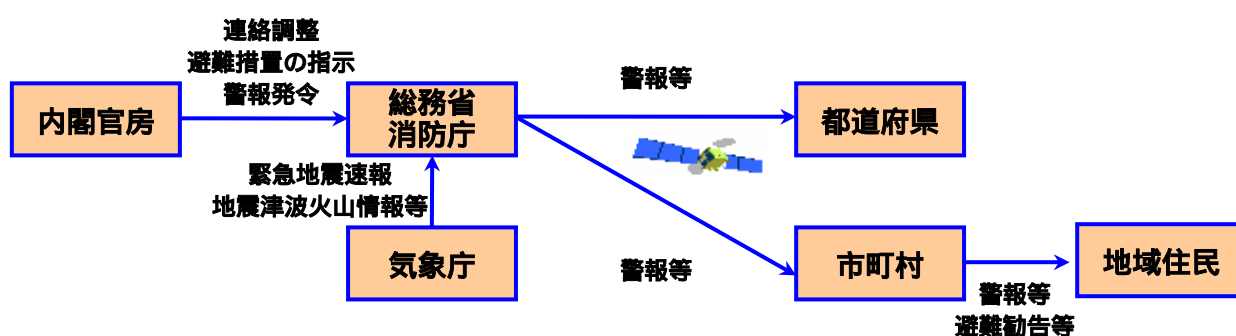 連絡調整
避難措置の指示
警報発令
内閣官房
総務省
消防庁
警報等
都道府県
緊急地震速報
地震津波火山情報等
気象庁
警報等
市町村
地域住民
警報等
避難勧告等